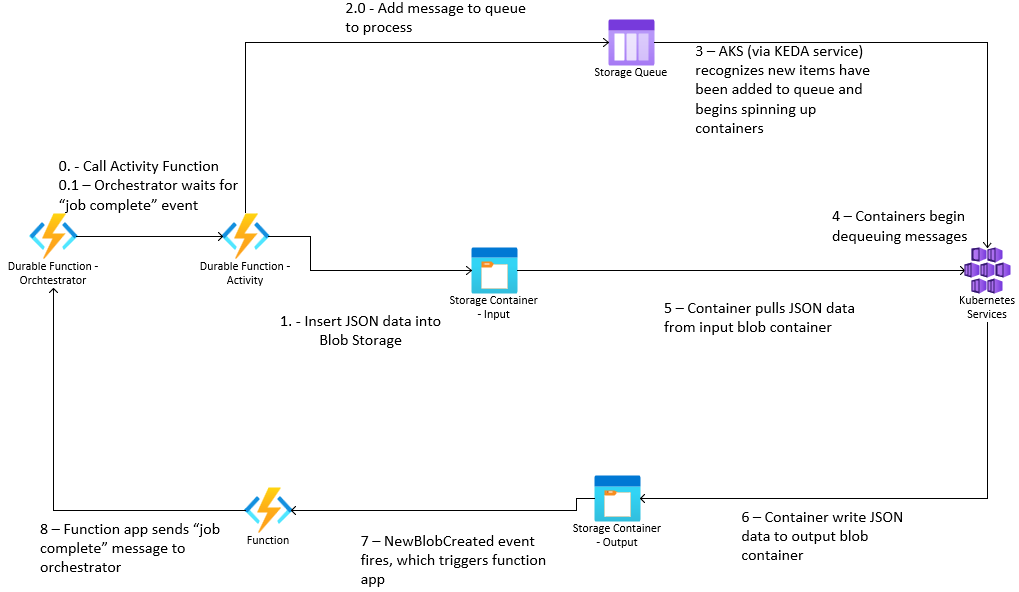 2.0 - Add message to queue
to process
Storage Queue
3 – AKS (via KEDA service)
recognizes new items have
been added to queue and
begins spinning up
containers
0. - Call Activity Function
0.1 – Orchestrator waits for
“job complete” event
Durable Function -
Orchtestrator
Durable Function -
Activity
4 – Containers begin
dequeuing messages
Storage Container
- Input
Kubernetes
Services
1. - Insert JSON data into
Blob Storage
5 – Container pulls JSON data
from input blob container
Storage Container
- Output
6 – Container write JSON
data to output blob
container
Function
7 – NewBlobCreated event
fires, which triggers function
app
8 – Function app sends “job
complete” message to
orchestrator